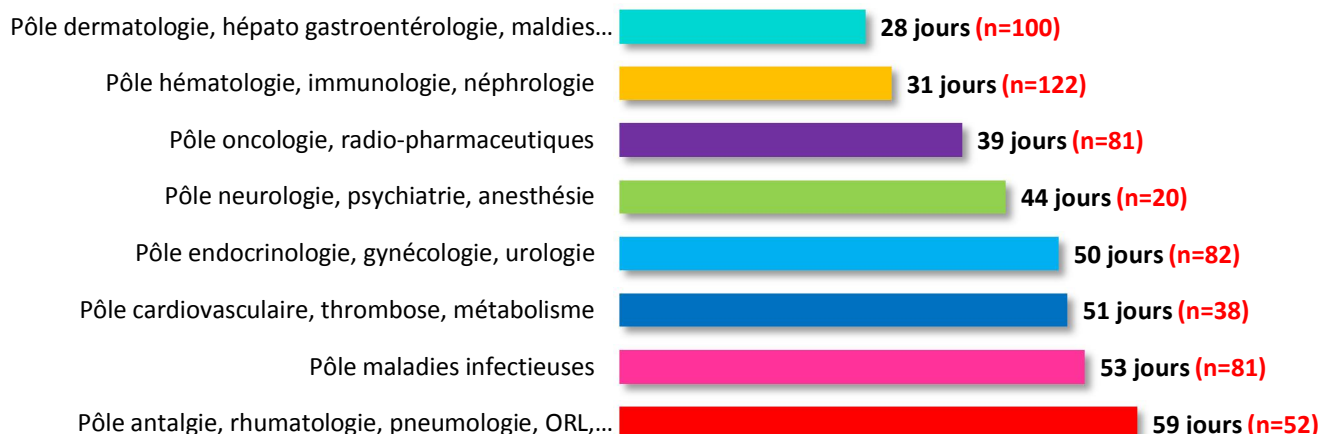 Pôle dermatologie, hépato gastroentérologie, maldies... 28 jours (n=100)
Pôle hématologie, immunologie, néphrologie 31 jours (n=122)
Pôle oncologie, radio-pharmaceutiques 39 jours (n=81)
Pôle neurologie, psychiatrie, anesthésie 44 jours (n=20)
Pôle endocrinologie, gynécologie, urologie 50 jours (n=82)
Pôle cardiovasculaire, thrombose, métabolisme 51 jours (n=38)
Pôle maladies infectieuses 53 jours (n=81)
Pôle antalgie, rhumatologie, pneumologie, ORL,... 59 jours (n=52)